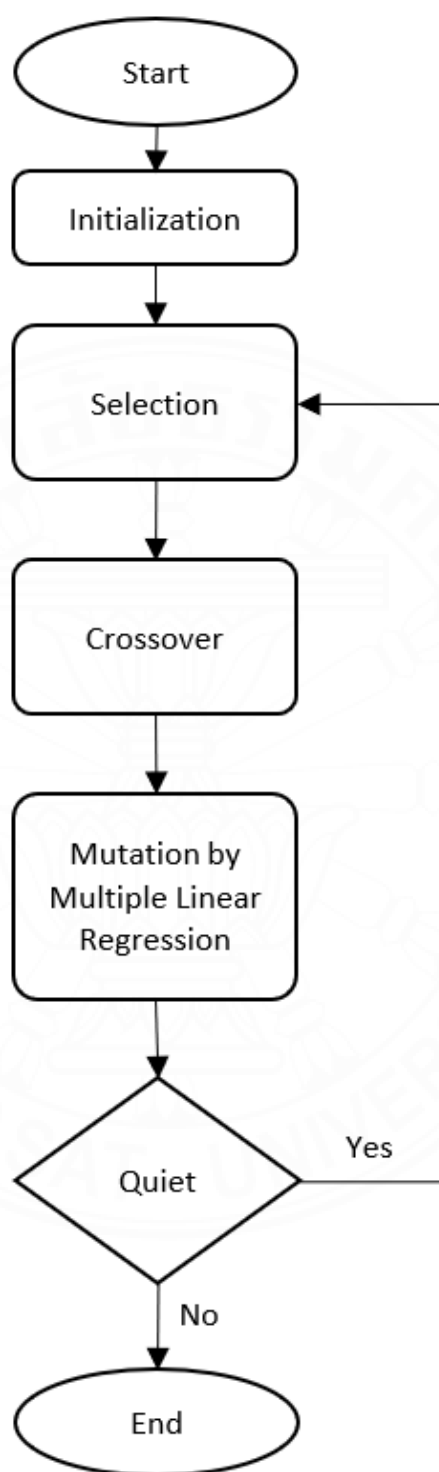 Start
Initialization
Selection
Crossover
Mutation by
Multiple Linear
Regression
Yes
Quiet
No
End